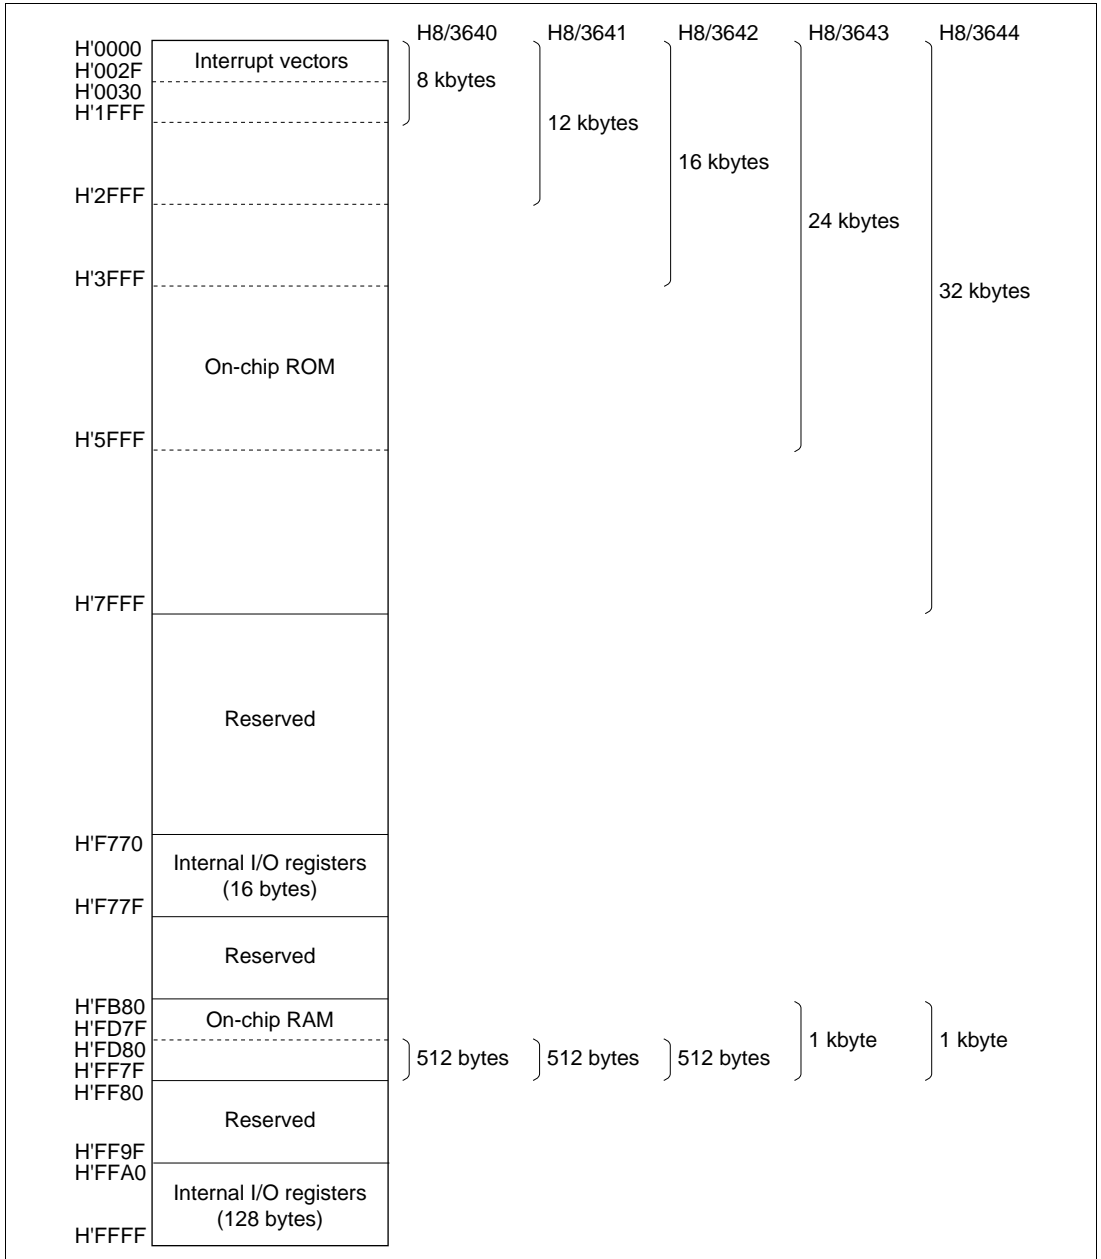 H8/3640 H8/3641 H8/3642 H8/3643 H8/3644
H'0000
Interrupt vectors
H'002F
8 kbytes
H'0030
H'1FFF
12 kbytes
16 kbytes
H'2FFF
24 kbytes
H'3FFF
32 kbytes
On-chip ROM
H'5FFF
H'7FFF
Reserved
H'F770
Internal I/O registers
(16 bytes)
H'F77F
Reserved
H'FB80
On-chip RAM
H'FD7F
1 kbyte 1 kbyte
H'FD80
512 bytes 512 bytes 512 bytes
H'FF7F
H'FF80
Reserved
H'FF9F
H'FFA0
Internal I/O registers
(128 bytes)
H'FFFF